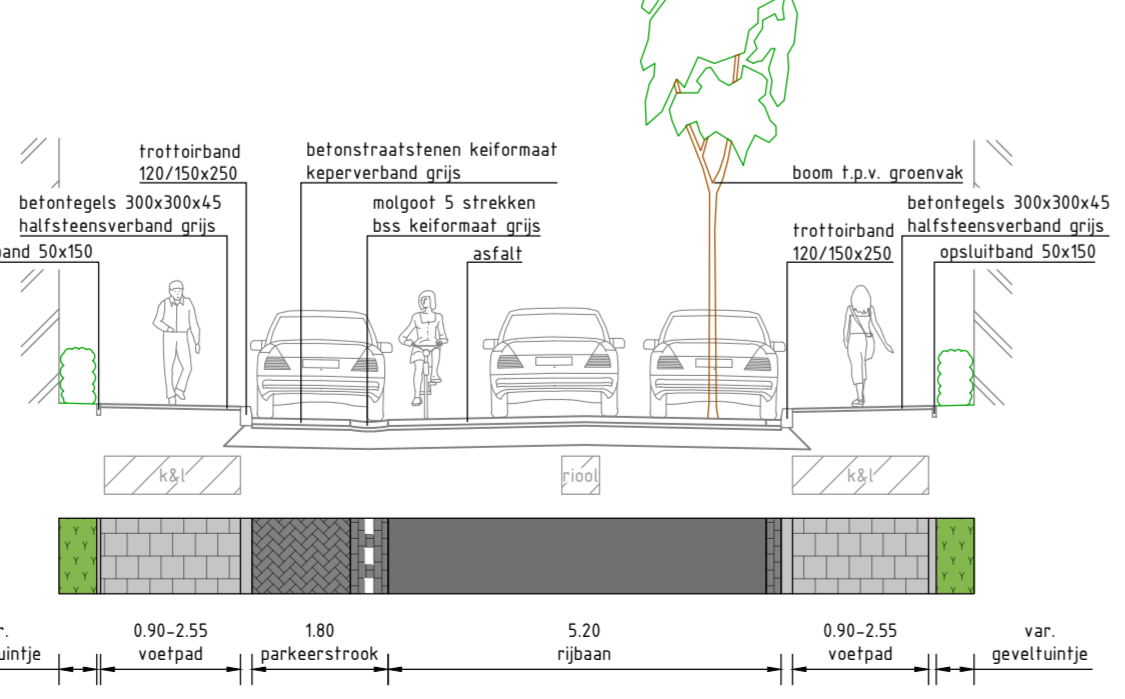 trottoirband
120/150x250
betonstraatstenen keiformaat
keperverband grijs
boom t.p.v. groenvak
betontegels 300x300x45
halfsteensverband grijs
molgoot 5 strekken
bss keiformaat grijs
trottoirband
120/150x250
betontegels 300x300x45
halfsteensverband grijs
band 50x150
asfalt
opsluitband 50x150
k&l
riool
k&l
r.
uintje
0.90-2.55
voetpad
1.80
parkeerstrook
5.20
rijbaan
0.90-2.55
voetpad
var.
geveltuintje